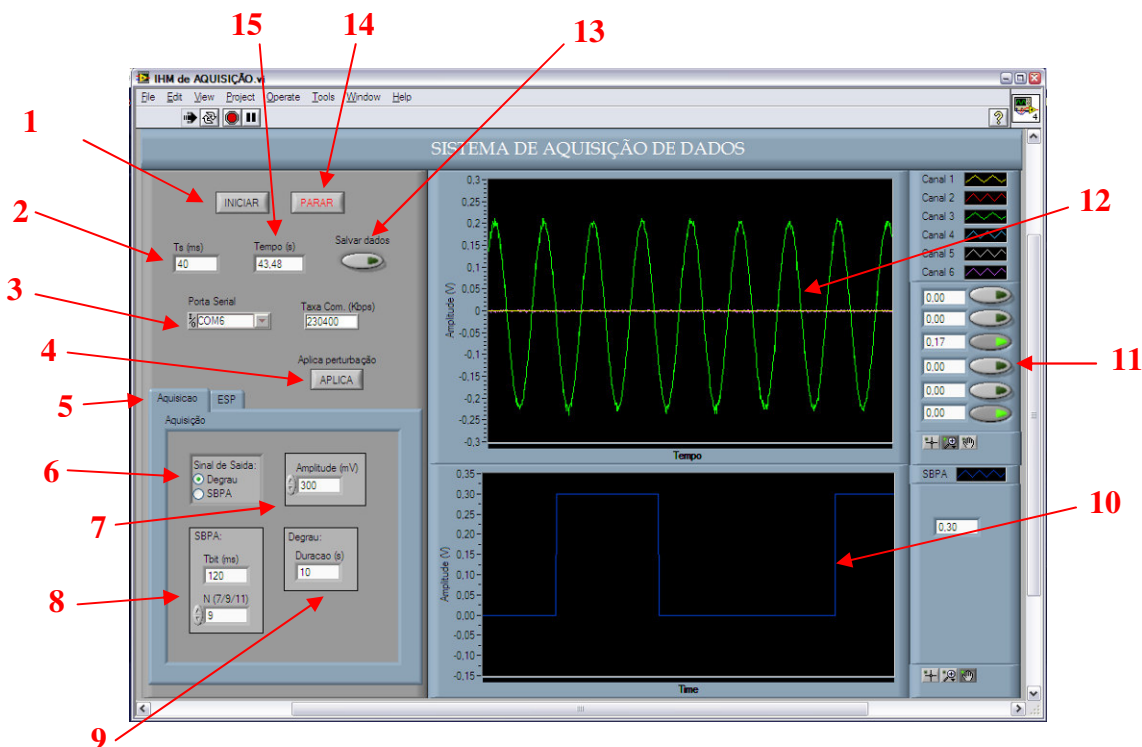 15
14
13
IHM de AQUISIÇÃO.vi
File Edit View Project Operate Tools Window Help
4
1
SISTEMA DE AQUISIÇÃO DE DADOS
INICIAR
PARAR
2
Ts (ms)
40
Tempo (s)
43,48
Salvar dados
3
Porta Serial
COM6
Taxa Com. (Kbps)
230400
4
Aplica perturbação
APLICA
5
Aquisicao
ESP
Aquisição
6
Sinal de Saida:
Degrau
SBPA
Amplitude (mV)
300
7
SBPA:
Tbit (ms)
120
8
N (7/9/11)
9
Degrau:
Duracao (s)
10
9
0,3
0,25
0,2
0,15
0,1
0,05
0
-0,05
-0,1
-0,15
-0,2
-0,25
-0,3
Amplitude (V)
Tempo
12
Canal 1
Canal 2
Canal 3
Canal 4
Canal 5
Canal 6
0,00
0,00
0,17
0,00
0,00
0,00
11
0,35
0,30
0,25
0,20
0,15
0,10
0,05
0,00
-0,05
-0,10
-0,15
Amplitude (V)
Time
SBPA
0,30
10